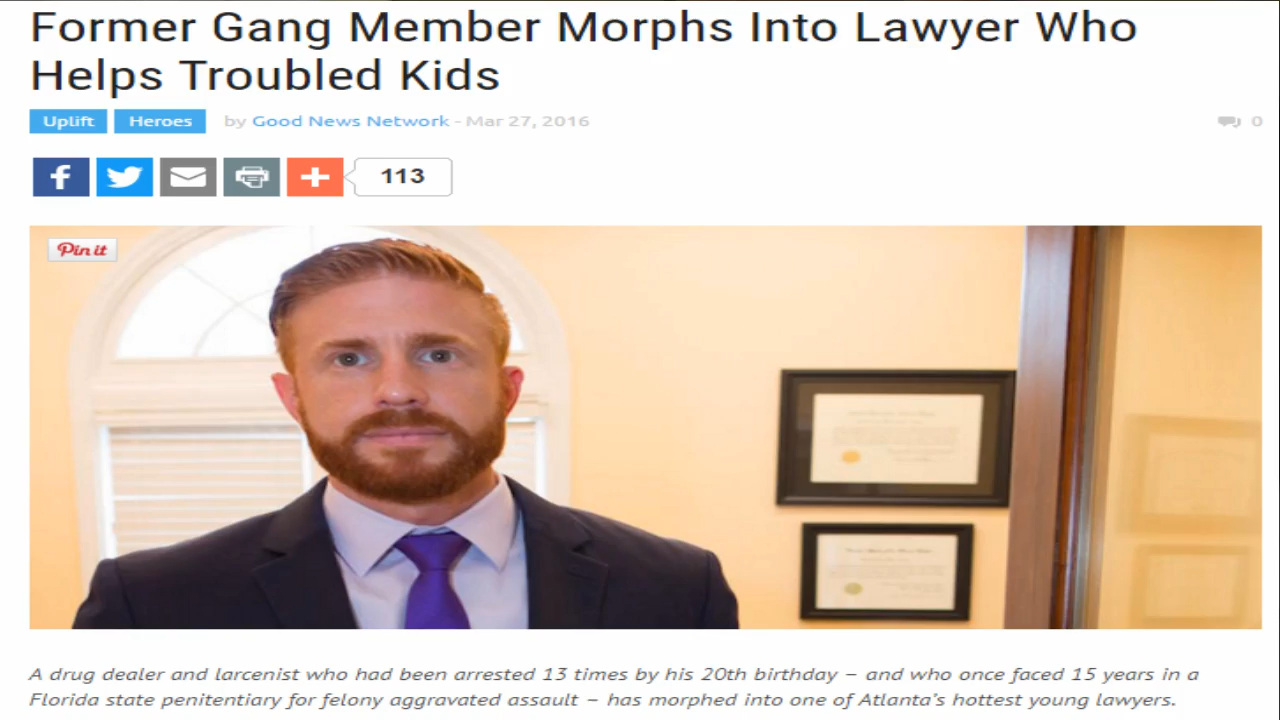 Former Gang Member Morphs Into Lawyer Who
Helps Troubled Kids
Uplift Heroes by Good News Network - Mar 27, 2016 0
f 113
Pin it
A drug dealer and larcenist who had been arrested 13 times by his 20th birthday – and who once faced 15 years in a
Florida state penitentiary for felony aggravated assault – has morphed into one of Atlanta's hottest young lawyers.